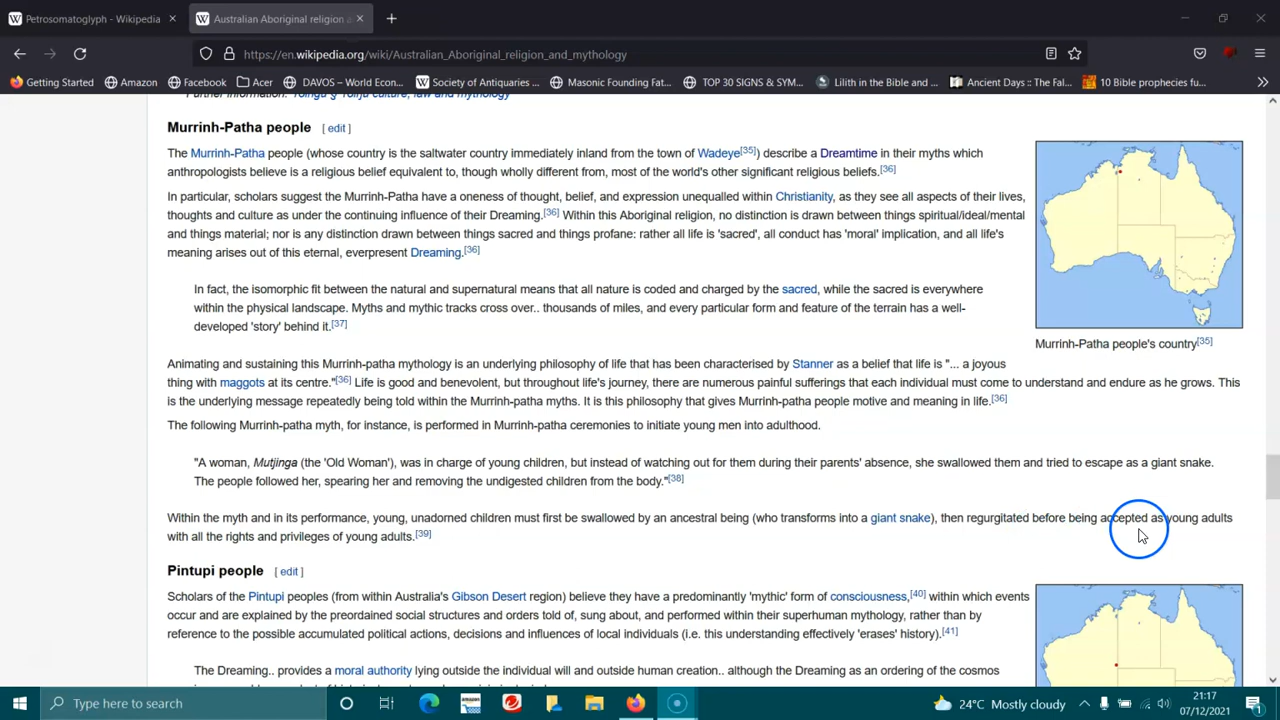 Petrosomatoglyph - Wikipedia
Australian Aboriginal religion a
https://en.wikipedia.org/wiki/Australian_Aboriginal_religion_and_mythology
Getting Started
Amazon
Facebook
Acer
DAVOS – World Econ...
Society of Antiquaries ...
Masonic Founding Fat...
TOP 30 SIGNS & SYM...
Lilith in the Bible and ...
Ancient Days :: The Fal...
10 Bible prophecies fu...
Further information: Yolngu § Yolŋu culture, law and mythology
Murrinh-Patha people [ edit ]
The Murrinh-Patha people (whose country is the saltwater country immediately inland from the town of Wadeye[35]) describe a Dreamtime in their myths which
anthropologists believe is a religious belief equivalent to, though wholly different from, most of the world's other significant religious beliefs.[36]
In particular, scholars suggest the Murrinh-Patha have a oneness of thought, belief, and expression unequalled within Christianity, as they see all aspects of their lives,
thoughts and culture as under the continuing influence of their Dreaming.[36] Within this Aboriginal religion, no distinction is drawn between things spiritual/ideal/mental
and things material; nor is any distinction drawn between things sacred and things profane: rather all life is 'sacred', all conduct has 'moral' implication, and all life's
meaning arises out of this eternal, everpresent Dreaming.[36]
In fact, the isomorphic fit between the natural and supernatural means that all nature is coded and charged by the sacred, while the sacred is everywhere
within the physical landscape. Myths and mythic tracks cross over.. thousands of miles, and every particular form and feature of the terrain has a well-
developed 'story' behind it.[37]
Murrinh-Patha people's country[35]
Animating and sustaining this Murrinh-patha mythology is an underlying philosophy of life that has been characterised by Stanner as a belief that life is "... a joyous
thing with maggots at its centre."[36] Life is good and benevolent, but throughout life's journey, there are numerous painful sufferings that each individual must come to understand and endure as he grows. This
is the underlying message repeatedly being told within the Murrinh-patha myths. It is this philosophy that gives Murrinh-patha people motive and meaning in life.[36]
The following Murrinh-patha myth, for instance, is performed in Murrinh-patha ceremonies to initiate young men into adulthood.
"A woman, Mutjinga (the 'Old Woman'), was in charge of young children, but instead of watching out for them during their parents' absence, she swallowed them and tried to escape as a giant snake.
The people followed her, spearing her and removing the undigested children from the body."[38]
Within the myth and in its performance, young, unadorned children must first be swallowed by an ancestral being (who transforms into a giant snake), then regurgitated before being accepted as young adults
with all the rights and privileges of young adults.[39]
Pintupi people [ edit ]
Scholars of the Pintupi peoples (from within Australia's Gibson Desert region) believe they have a predominantly 'mythic' form of consciousness,[40] within which events
occur and are explained by the preordained social structures and orders told of, sung about, and performed within their superhuman mythology, rather than by
reference to the possible accumulated political actions, decisions and influences of local individuals (i.e. this understanding effectively 'erases' history).[41]
The Dreaming.. provides a moral authority lying outside the individual will and outside human creation.. although the Dreaming as an ordering of the cosmos
Type here to search
amazon
24°C Mostly cloudy
21:17
07/12/2021
1